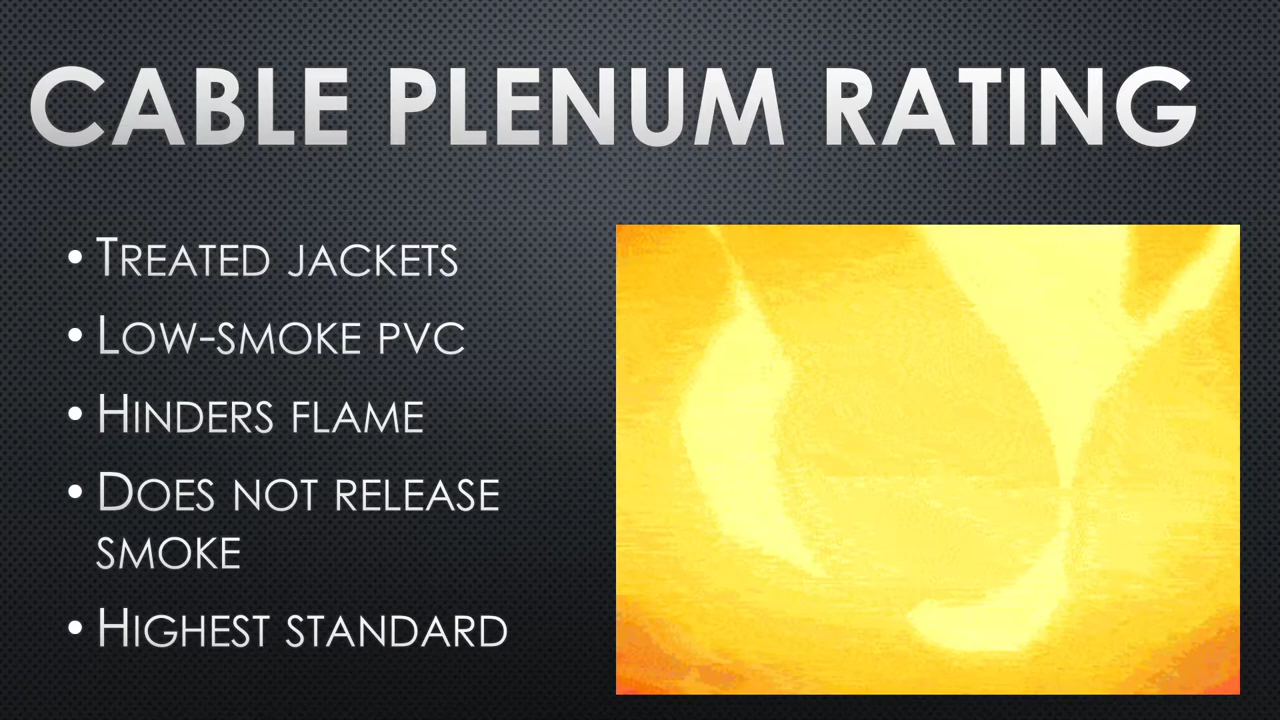 CABLE PLENUM RATING
• TREATED JACKETS
• LOW-SMOKE PVC
• HINDERS FLAME
• DOES NOT RELEASE
SMOKE
• HIGHEST STANDARD